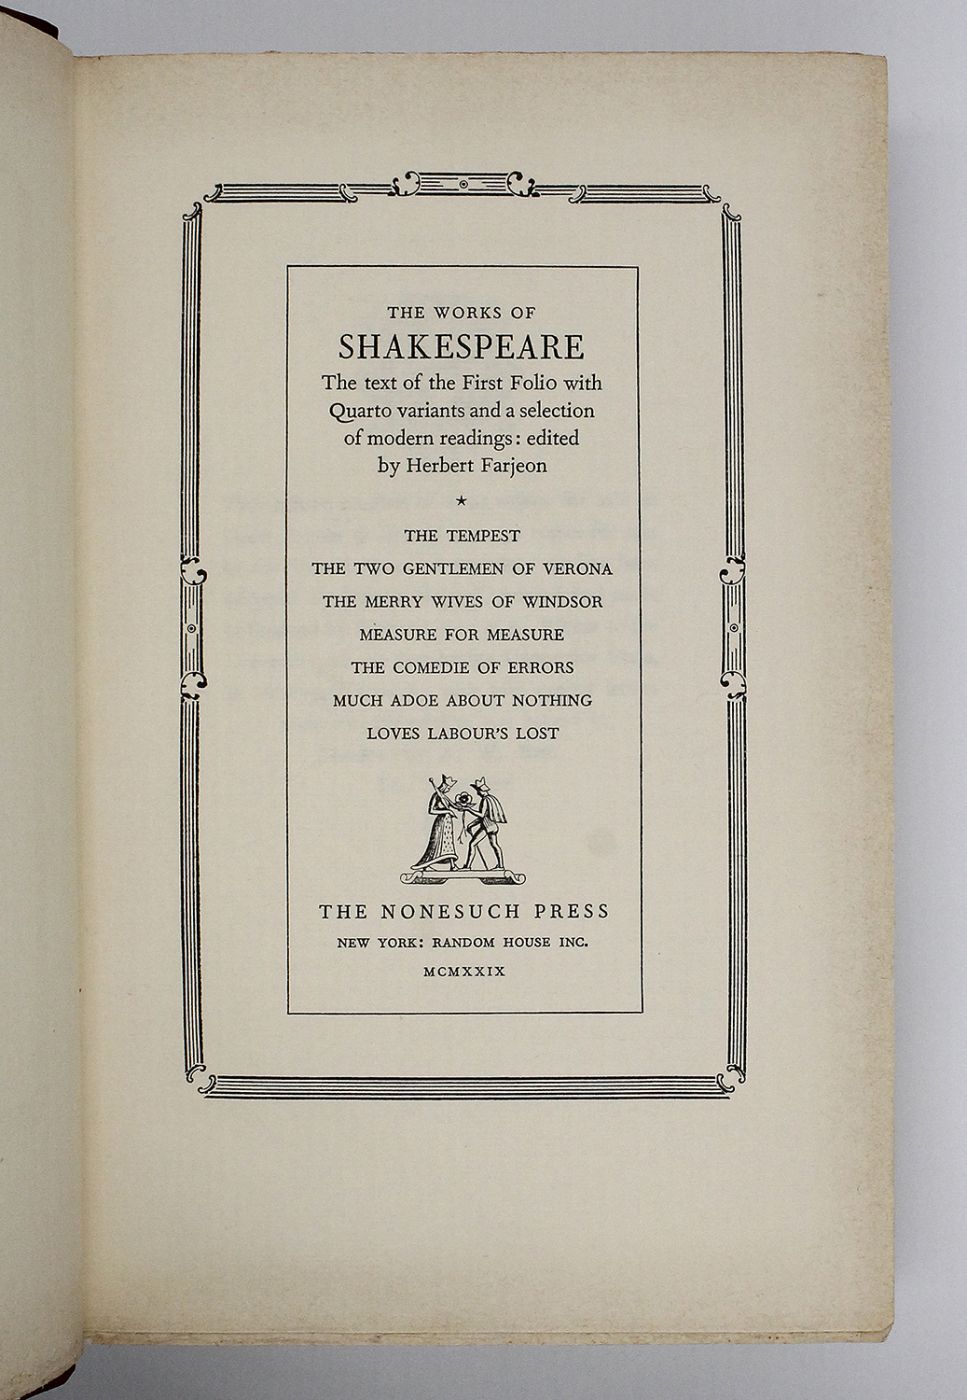 THE WORKS OF
SHAKESPEARE
The text of the First Folio with
Quarto variants and a selection
of modern readings: edited
by Herbert Farjeon
★
THE TEMPEST
THE TWO GENTLEMEN OF VERONA
THE MERRY WIVES OF WINDSOR
MEASURE FOR MEASURE
THE COMEDIE OF ERRORS
MUCH ADOE ABOUT NOTHING
LOVES LABOUR'S LOST
THE NONESUCH PRESS
NEW YORK: RANDOM HOUSE INC.
MCMXXIX